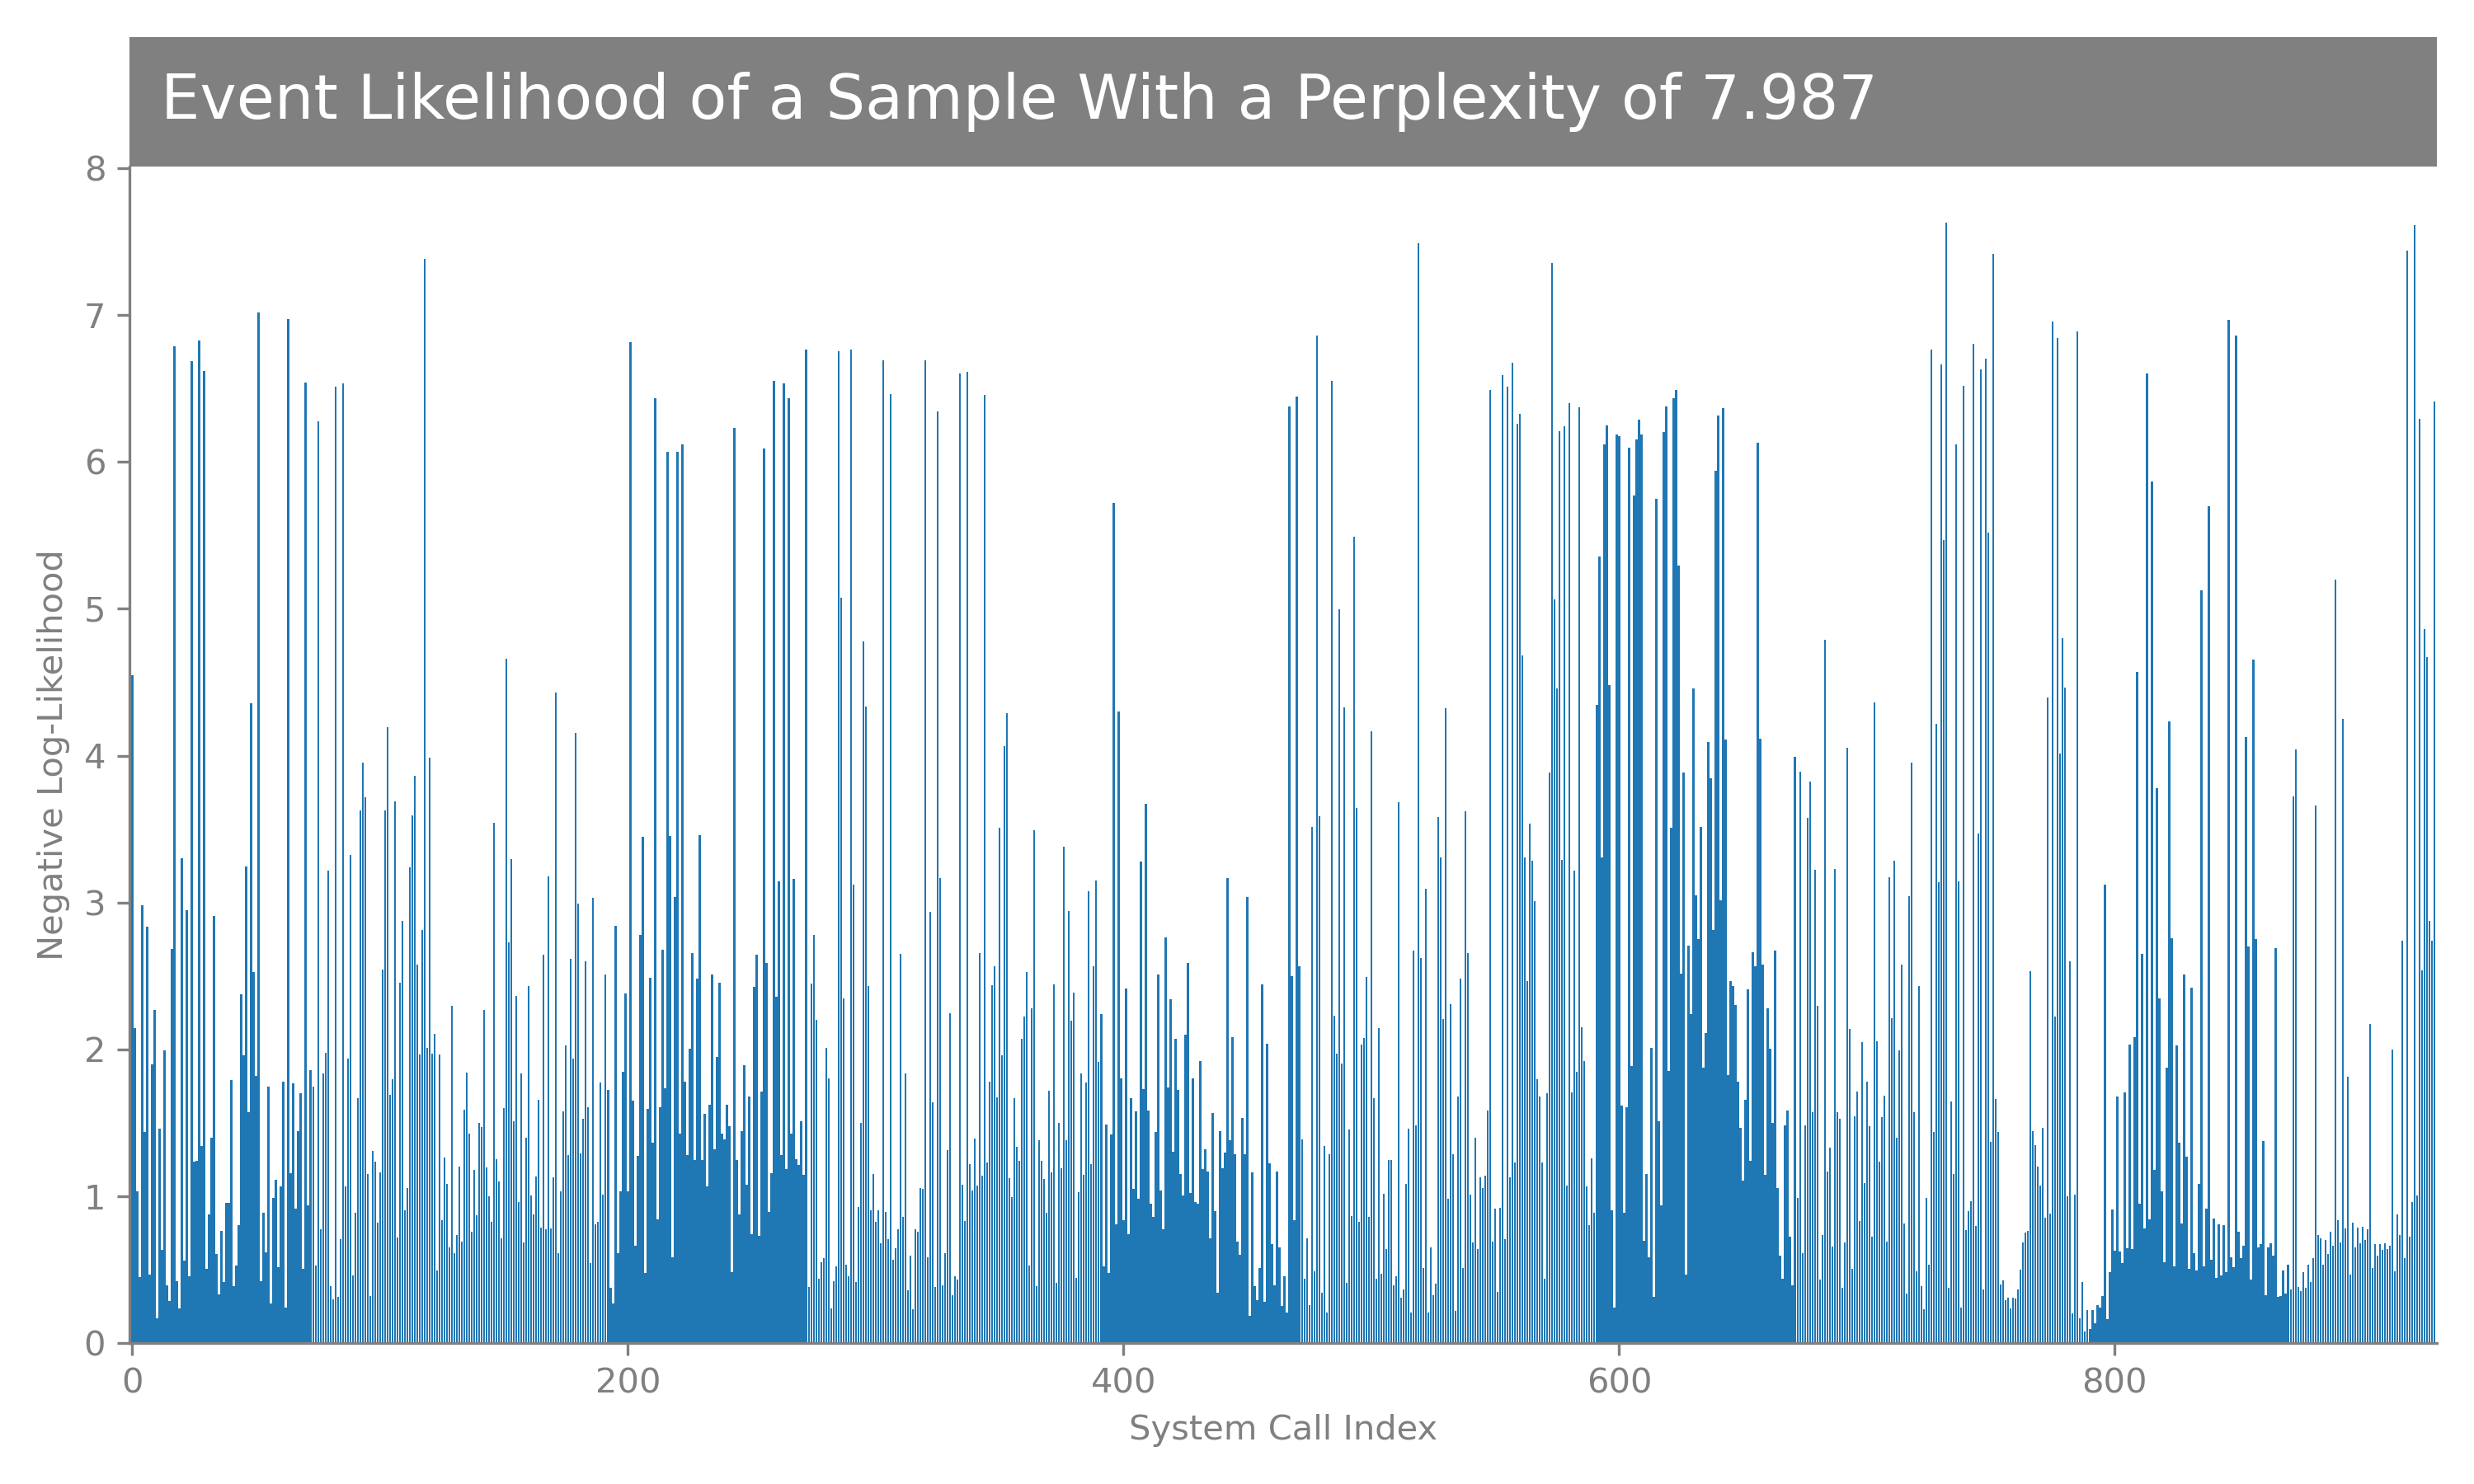 Event Likelihood of a Sample With a Perplexity of 7.987
8
7
6
5
4
3
2
1
0
Negative Log-Likelihood
0 200 400 600 800
System Call Index